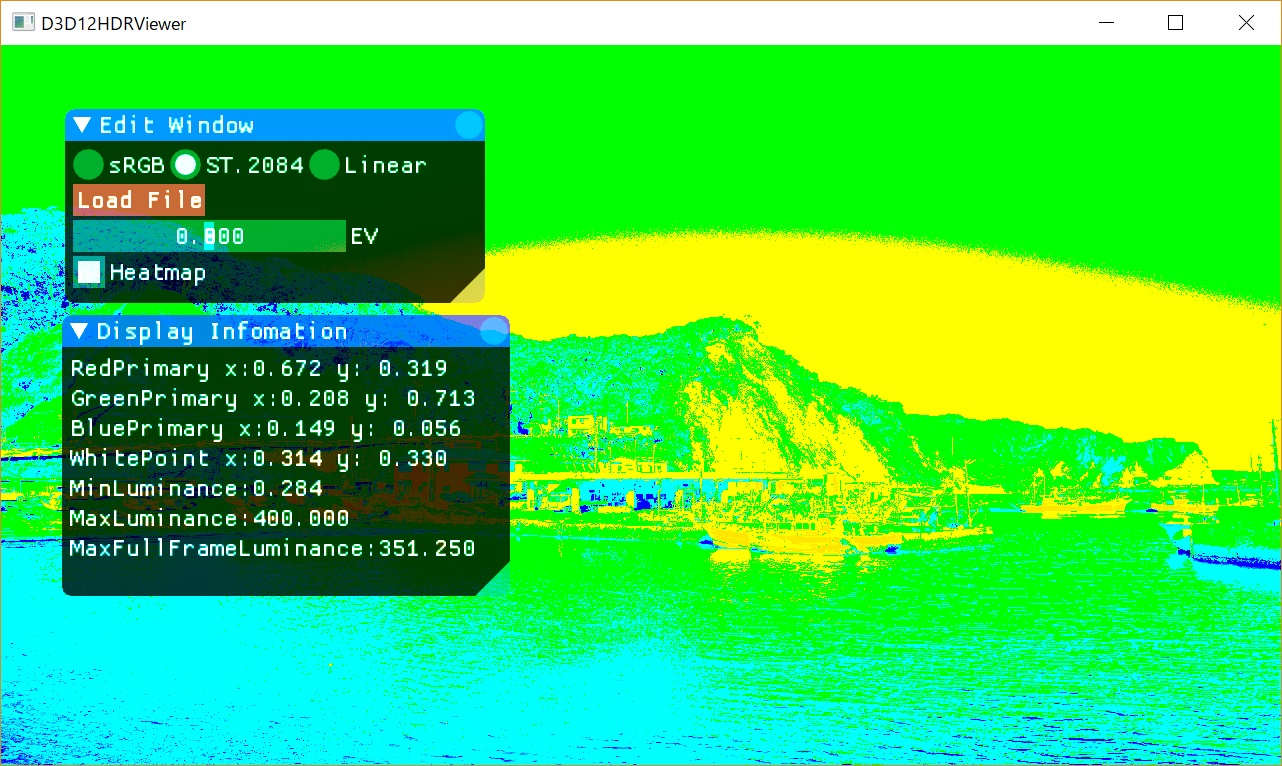 D3D12HDRViewer
Edit Window
sRGB ST.2084 Linear
Load File
0.800 EV
Heatmap
Display Infomation
RedPrimary x:0.672 y: 0.319
GreenPrimary x:0.208 y: 0.713
BluePrimary x:0.149 y: 0.056
WhitePoint x:0.314 y: 0.330
MinLuminance:0.284
MaxLuminance:400.000
MaxFullFrameLuminance:351.250